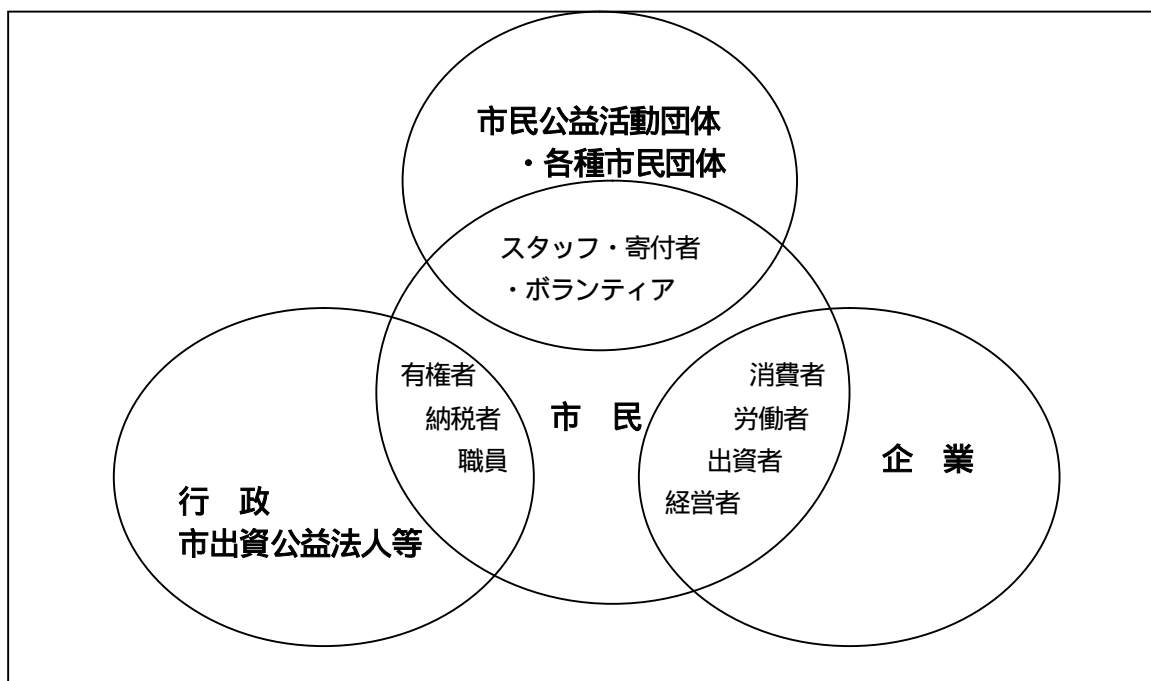 市民公益活動団体
・各種市民団体
スタッフ・寄付者
・ボランティア
有権者
納税者
職員
市　民
消費者
労働者
出資者
経営者
企　業
行　政
市出資公益法人等